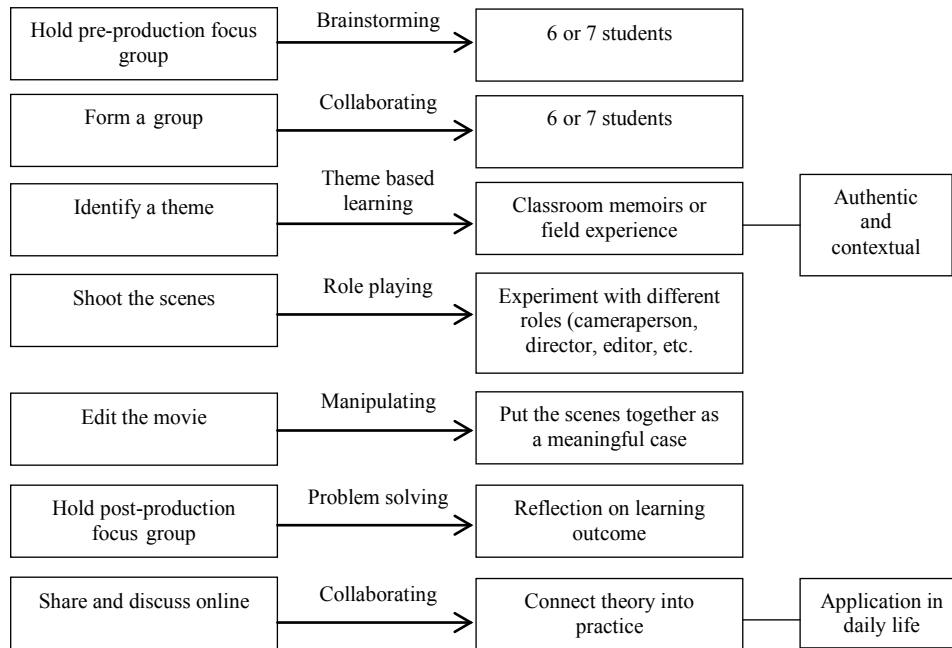 Hold pre-production focus
group
Brainstorming
6 or 7 students
Form a group
Collaborating
6 or 7 students
Identify a theme
Theme based
learning
Classroom memoirs or
field experience
Authentic
and
contextual
Shoot the scenes
Role playing
Experiment with different
roles (cameraperson,
director, editor, etc.
Edit the movie
Manipulating
Put the scenes together as
a meaningful case
Hold post-production
focus group
Problem solving
Reflection on learning
outcome
Share and discuss online
Collaborating
Connect theory into
practice
Application in
daily life